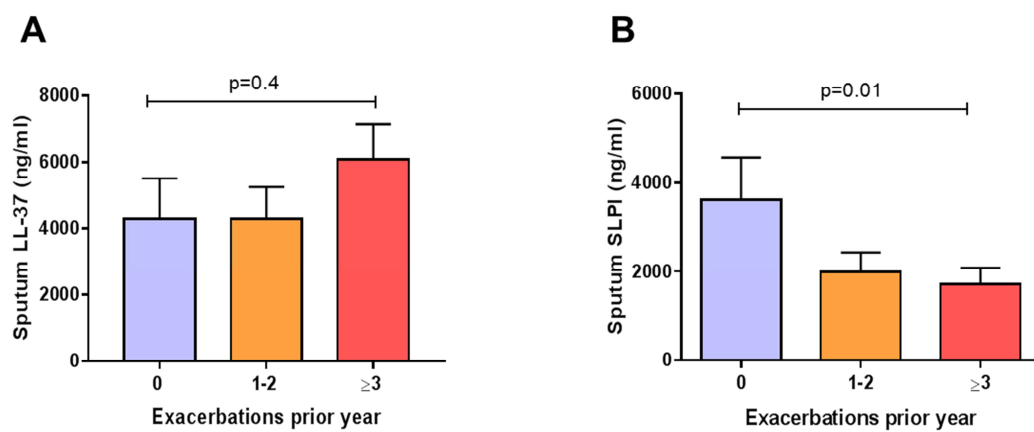 A
p=0.4
8000
6000
4000
2000
0
Sputum LL-37 (ng/ml)
0
1-2
≥3
Exacerbations prior year
B
p=0.01
6000
4000
2000
0
Sputum SLPI (ng/ml)
0
1-2
≥3
Exacerbations prior year